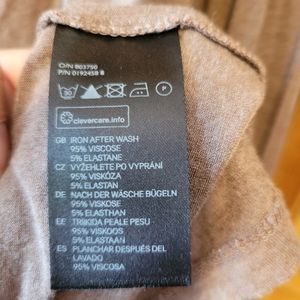 O/N 803750
P/N 0192458 8
P
clevercare.info
GB IRON AFTER WASH
95% VISCOSE
5% ELASTANE
CZ VYŽEHLETE PO VYPRÁNÍ
95% VISKÓZA
5% ELASTAN
DE NACH DER WÄSCHE BÜGELN
95% VISKOSE
5% ELASTHAN
EE TRIIKIDA PEALE PESU
95% VISKOOS
5% ELASTAAN
ES PLANCHAR DESPUÉS DEL
LAVADO
95% VISCOSA